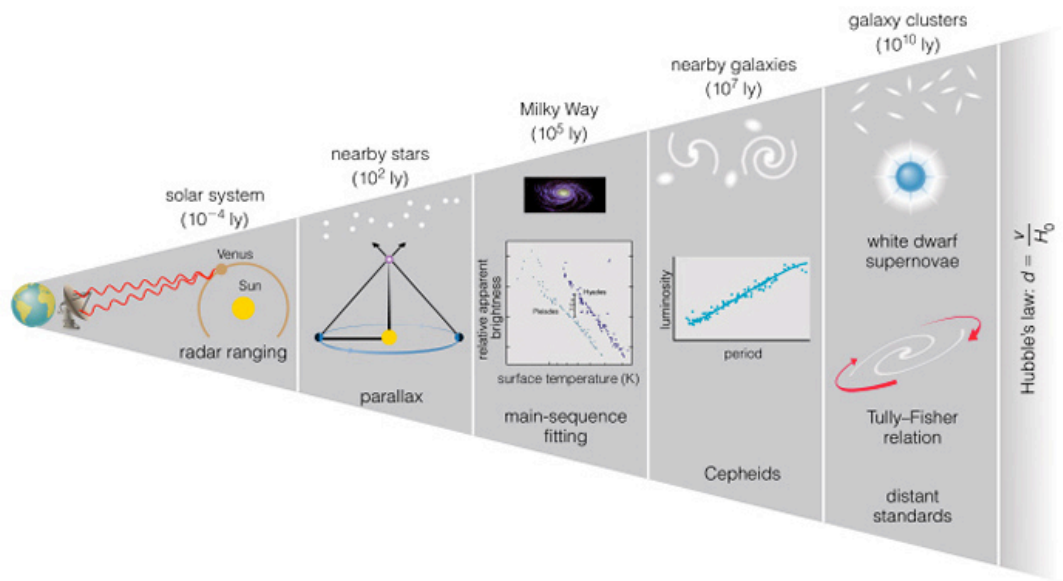 solar system
(10⁻⁴ ly)
Venus
Sun
radar ranging
nearby stars
(10² ly)
parallax
Milky Way
(10⁵ ly)
relative apparent
brightness
Hyades
Pleiades
surface temperature (K)
main-sequence
fitting
nearby galaxies
(10⁷ ly)
luminosity
period
Cepheids
galaxy clusters
(10¹⁰ ly)
white dwarf
supernovae
Tully–Fisher
relation
distant
standards
Hubble's law: d = v/H₀